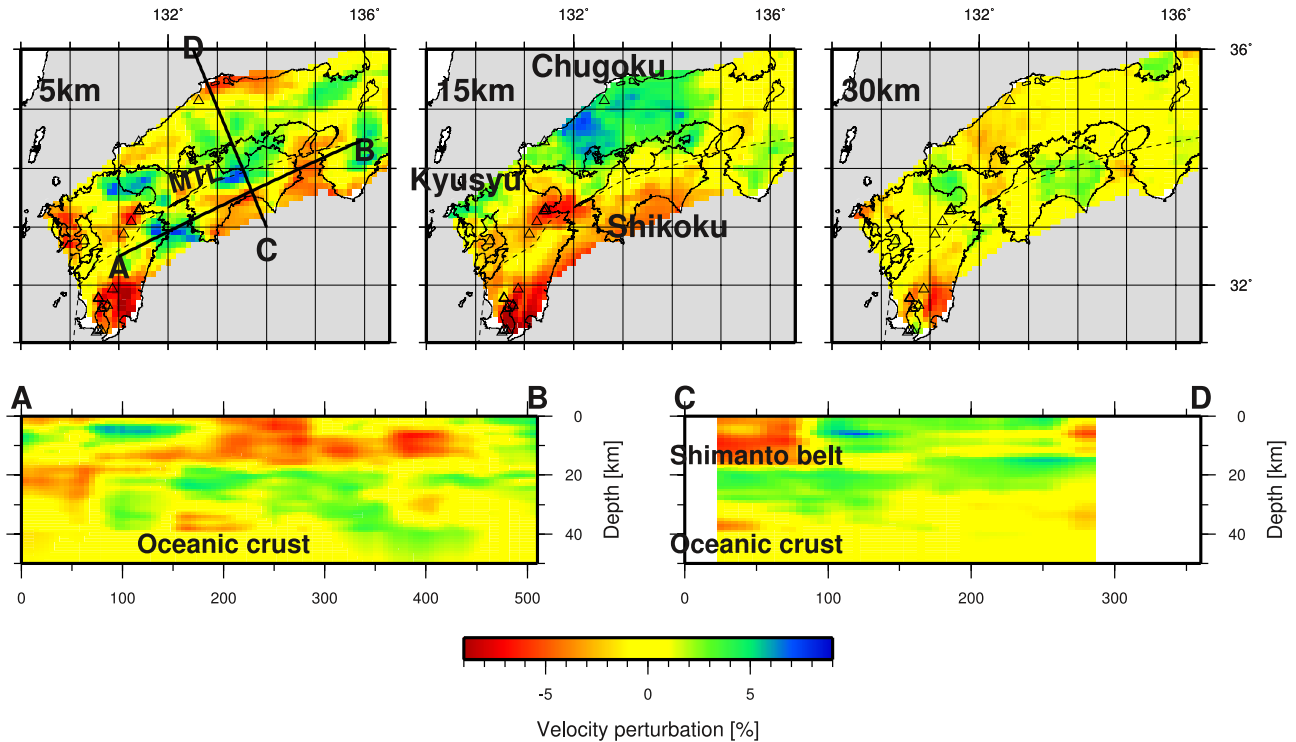 132˚ 136˚ 132˚ 136˚ 132˚ 136˚
36˚
32˚
5km
D
MTL
B
A
C
15km
Chugoku
Kyusyu
Shikoku
30km
A B
Oceanic crust
0
20
40
Depth [km]
0 100 200 300 400 500
C D
Shimanto belt
Oceanic crust
0
20
40
Depth [km]
0 100 200 300
-5 0 5
Velocity perturbation [%]